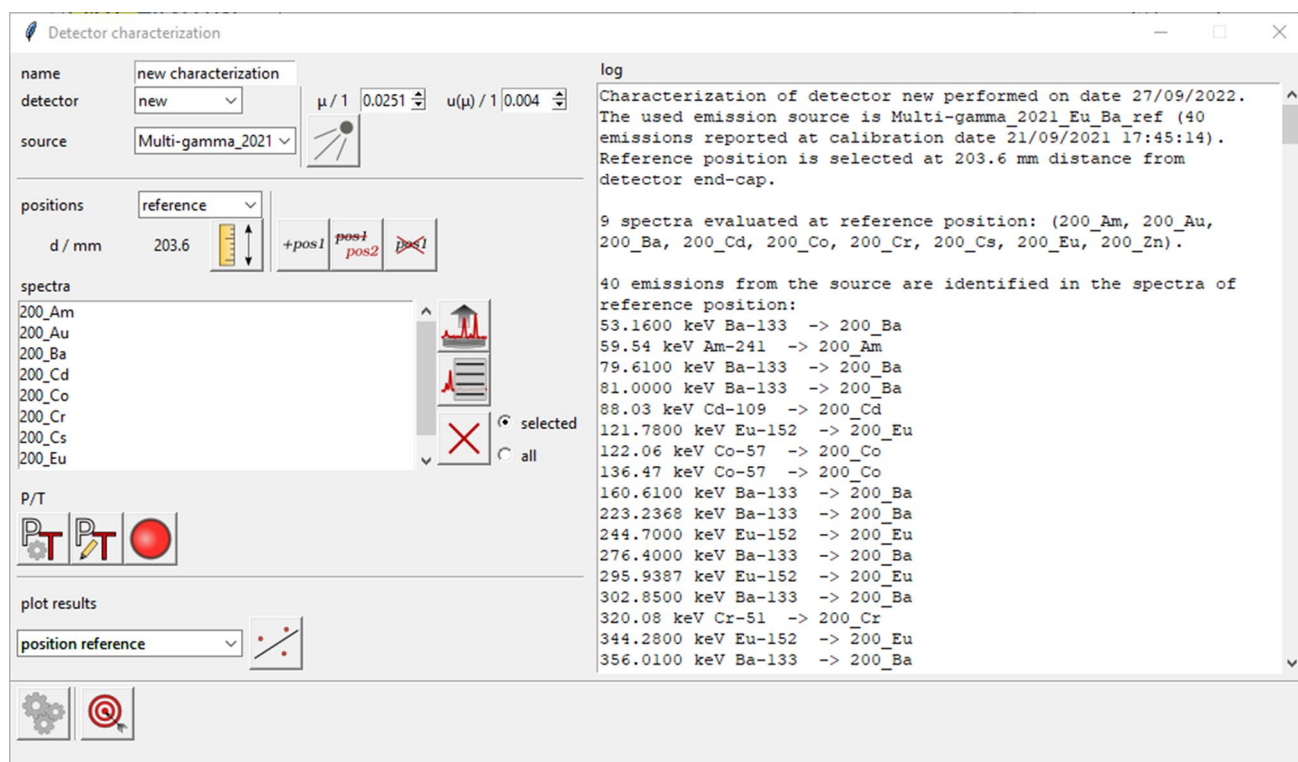 Detector characterization
name new characterization
detector new μ / 1 0.0251 u(μ) / 1 0.004
source Multi-gamma_2021
positions reference
d / mm 203.6 +pos1 pos1 pos2 pos1
spectra
200_Am
200_Au
200_Ba
200_Cd
200_Co
200_Cr
200_Cs
200_Eu
selected
all
P/T
PT PT
plot results
position reference
log
Characterization of detector new performed on date 27/09/2022.
The used emission source is Multi-gamma_2021_Eu_Ba_ref (40
emissions reported at calibration date 21/09/2021 17:45:14).
Reference position is selected at 203.6 mm distance from
detector end-cap.
9 spectra evaluated at reference position: (200_Am, 200_Au,
200_Ba, 200_Cd, 200_Co, 200_Cr, 200_Cs, 200_Eu, 200_Zn).
40 emissions from the source are identified in the spectra of
reference position:
53.1600 keV Ba-133 -> 200_Ba
59.54 keV Am-241 -> 200_Am
79.6100 keV Ba-133 -> 200_Ba
81.0000 keV Ba-133 -> 200_Ba
88.03 keV Cd-109 -> 200_Cd
121.7800 keV Eu-152 -> 200_Eu
122.06 keV Co-57 -> 200_Co
136.47 keV Co-57 -> 200_Co
160.6100 keV Ba-133 -> 200_Ba
223.2368 keV Ba-133 -> 200_Ba
244.7000 keV Eu-152 -> 200_Eu
276.4000 keV Ba-133 -> 200_Ba
295.9387 keV Eu-152 -> 200_Eu
302.8500 keV Ba-133 -> 200_Ba
320.08 keV Cr-51 -> 200_Cr
344.2800 keV Eu-152 -> 200_Eu
356.0100 keV Ba-133 -> 200_Ba